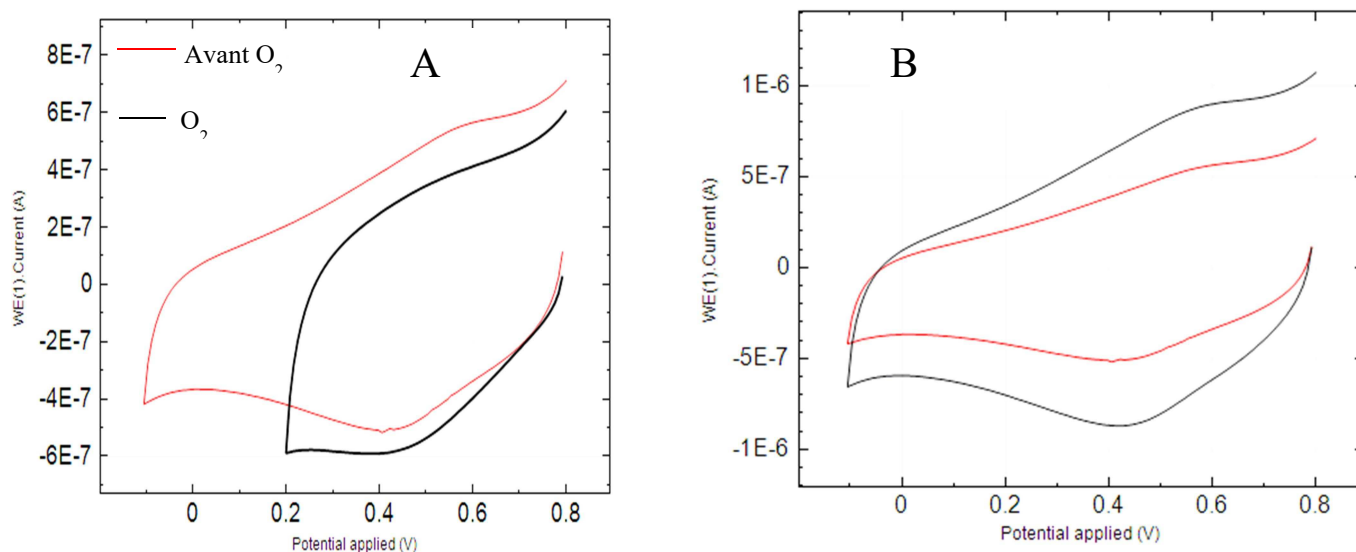 A
Avant O₂
O₂
8E-7
6E-7
4E-7
2E-7
0
-2E-7
-4E-7
-6E-7
WE(1).Current (A)
0 0.2 0.4 0.6 0.8
Potential applied (V)
B
1E-6
5E-7
0
-5E-7
-1E-6
WE(1).Current (A)
0 0.2 0.4 0.6 0.8
Potential applied (V)